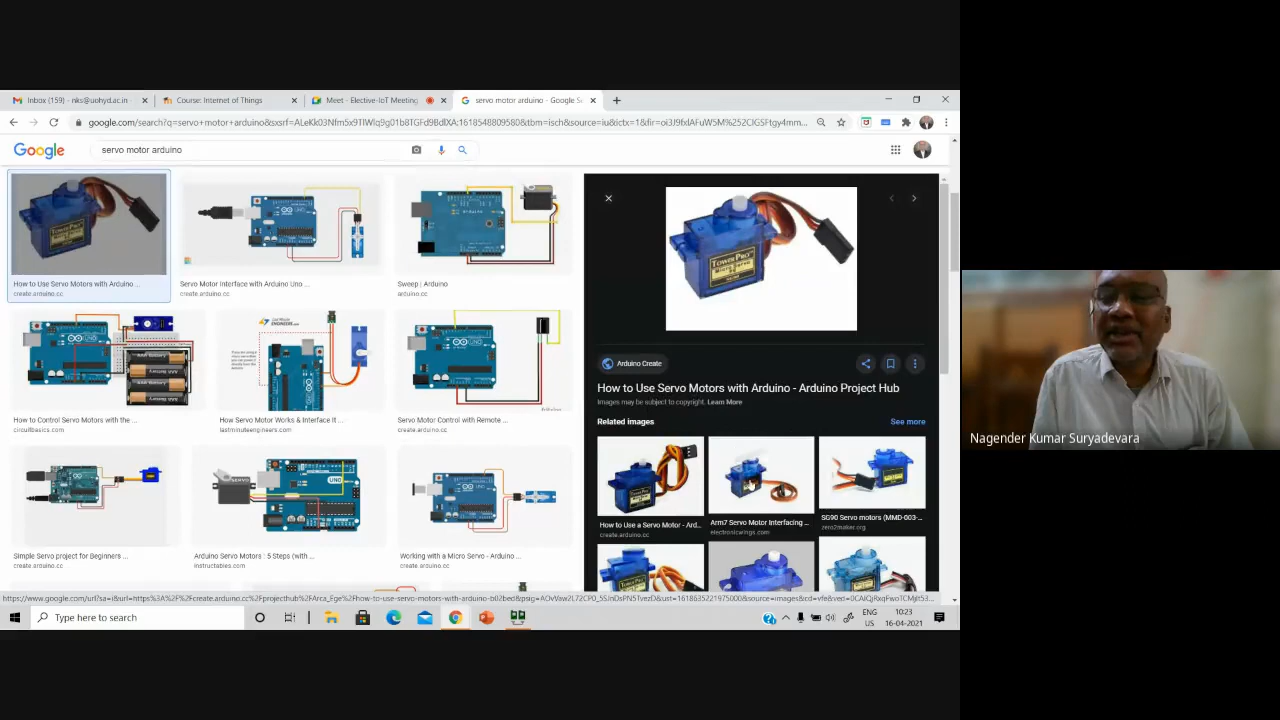 Inbox (159) - nks@uohyd.ac.in
Course: Internet of Things
Meet - Elective-IoT Meeting
servo motor arduino - Google Se
Google
servo motor arduino
How to Use Servo Motors with Arduino...
create.arduino.cc
Servo Motor Interface with Arduino Uno ...
create.arduino.cc
Sweep | Arduino
arduino.cc
How to Control Servo Motors with the ...
circuitbasics.com
How Servo Motor Works & Interface It ...
lastminuteengineers.com
Servo Motor Control with Remote ...
create.arduino.cc
Simple Servo project for Beginners ...
create.arduino.cc
Arduino Servo Motors : 5 Steps (with ...
instructables.com
Working with a Micro Servo - Arduino ...
create.arduino.cc
TOWER PRO
Arduino Create
How to Use Servo Motors with Arduino - Arduino Project Hub
Images may be subject to copyright. Learn More
Related images
See more
How to Use a Servo Motor - Ard...
create.arduino.cc
Arm7 Servo Motor Interfacing ...
electronicwings.com
SG90 Servo motors (MMD-003-...
zero2maker.org
Type here to search
ENG
US
10:23
16-04-2021
Nagender Kumar Suryadevara